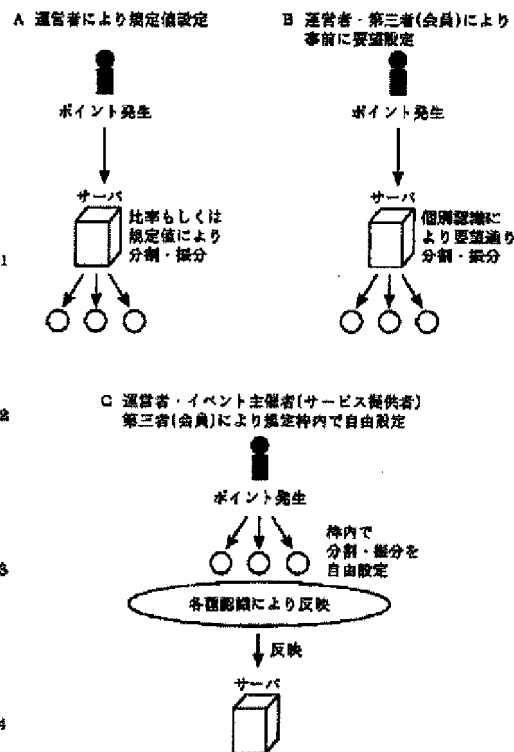 A 運営者により規定値設定
ポイント発生
サーバ
比率もしくは
規定値により
分割・振分
B 運営者・第三者(会員)により
事前に要望設定
ポイント発生
サーバ
個別認識に
より要望通り
分割・振分
1
2
C 運営者・イベント主催者(サービス提供者)
第三者(会員)により規定枠内で自由設定
ポイント発生
枠内で
分割・振分を
自由設定
3
各種認識により反映
反映
サーバ
4